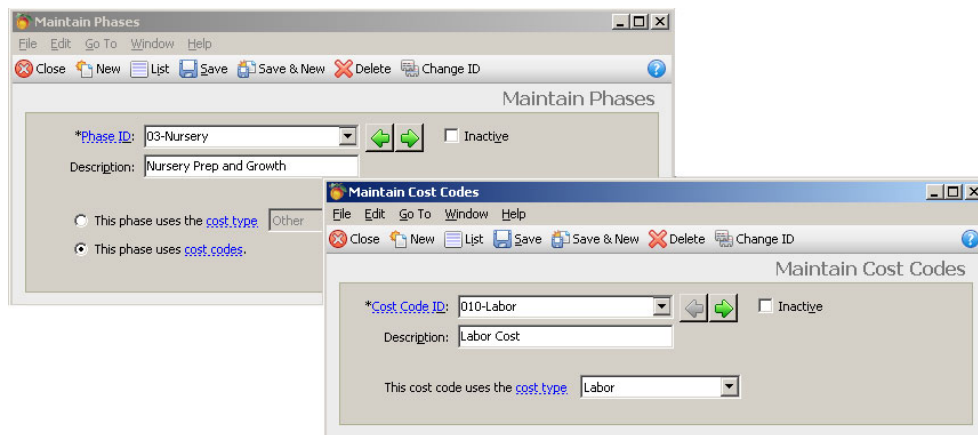 Maintain Phases
File Edit Go To Window Help
Close New List Save Save & New Delete Change ID
Maintain Phases
*Phase ID: 03-Nursery Inactive
Description: Nursery Prep and Growth
This phase uses the cost type Other
This phase uses cost codes.
Maintain Cost Codes
File Edit Go To Window Help
Close New List Save Save & New Delete Change ID
Maintain Cost Codes
*Cost Code ID: 010-Labor Inactive
Description: Labor Cost
This cost code uses the cost type Labor